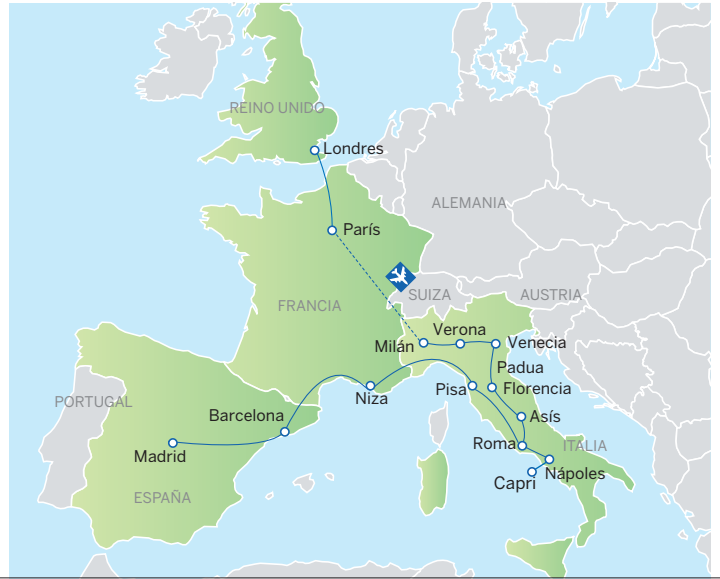 REINO UNIDO
Londres
ALEMANIA
París
FRANCIA
SUIZA
AUSTRIA
Verona
Milán
Venecia
Padua
Pisa
Florencia
Niza
PORTUGAL
Barcelona
Asís
Madrid
Roma
ITALIA
Nápoles
Capri
ESPAÑA